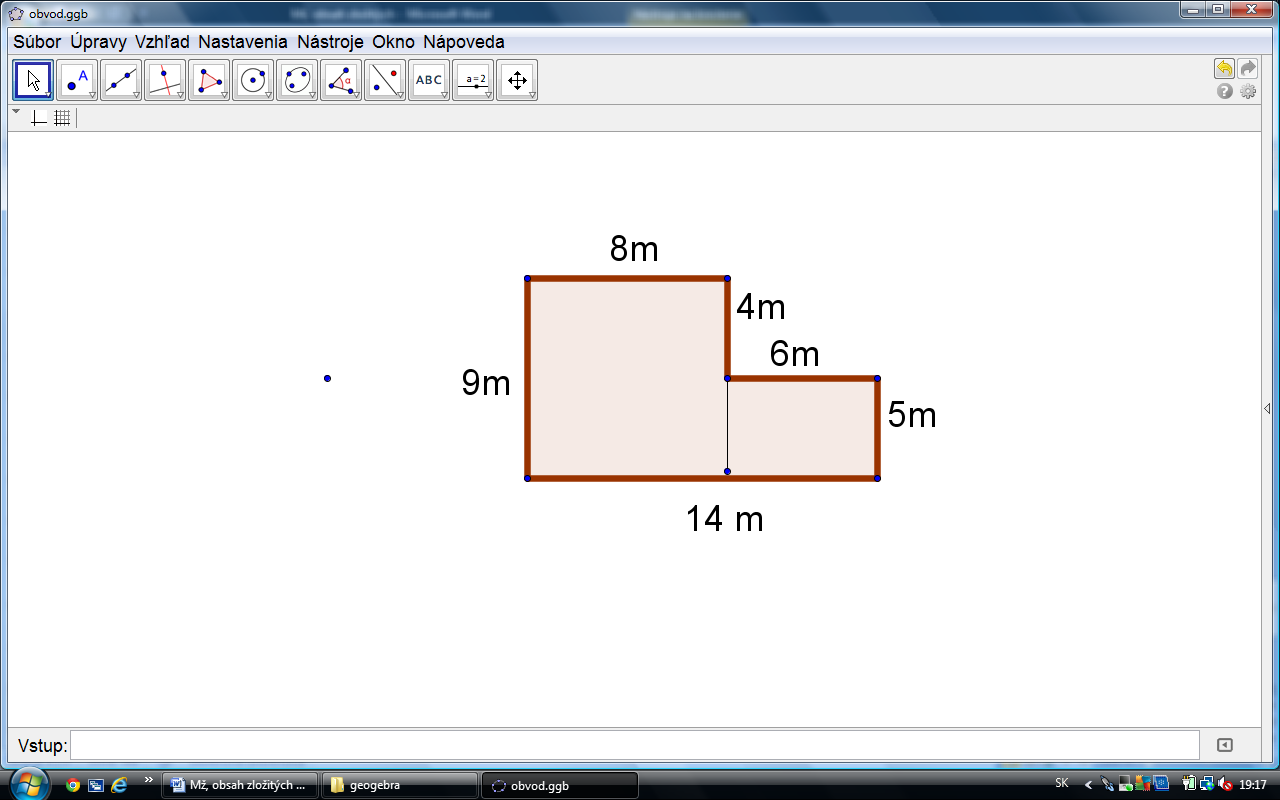 obvod.ggb
Súbor Úpravy Vzhľad Nastavenia Nástroje Okno Nápoveda
A
α
ABC
a=2
8m
4m
6m
9m
5m
14 m
Vstup:
Mž, obsah zložitých ...
geogebra
obvod.ggb
SK
19:17